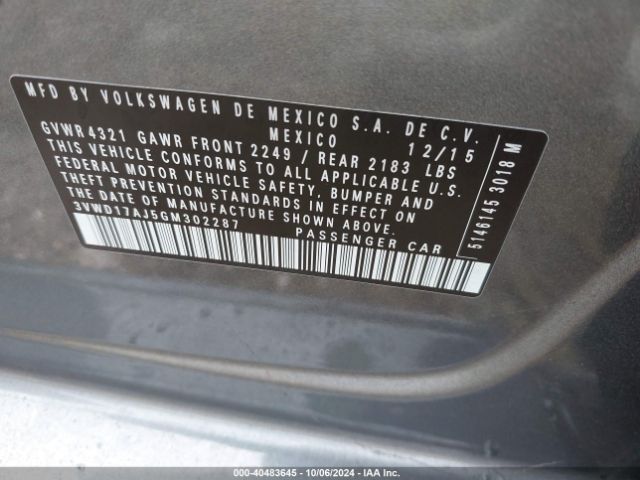 MFD BY VOLKSWAGEN DE MEXICO S.A. DE C.V.
MEXICO 12/15
GVWR 4321 GAWR FRONT 2249 / REAR 2183 LBS
THIS VEHICLE CONFORMS TO ALL APPLICABLE U.S.
FEDERAL MOTOR VEHICLE SAFETY, BUMPER AND
THEFT PREVENTION STANDARDS IN EFFECT ON
THE DATE OF MANUFACTURE SHOWN ABOVE.
3VWD17AJ5GM302287 PASSENGER CAR
5146145 3018 M
000-40483645 | 10/06/2024 | IAAI.COM